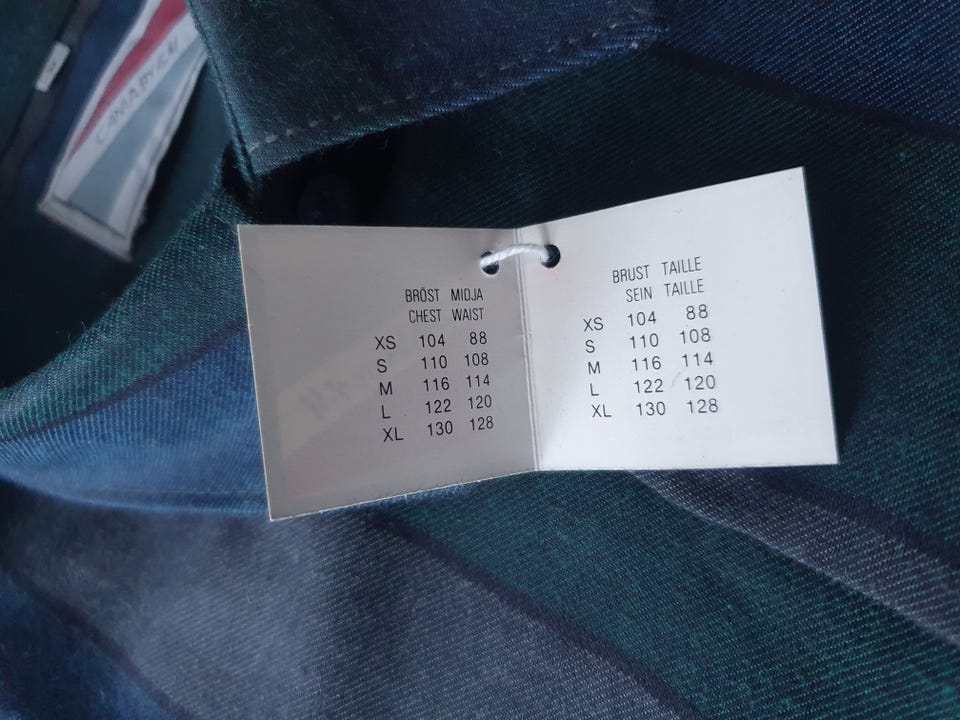 BRÖST MIDJA
CHEST WAIST
XS 104 88
S 110 108
M 116 114
L 122 120
XL 130 128
BRUST TAILLE
SEIN TAILLE
XS 104 88
S 110 108
M 116 114
L 122 120
XL 130 128